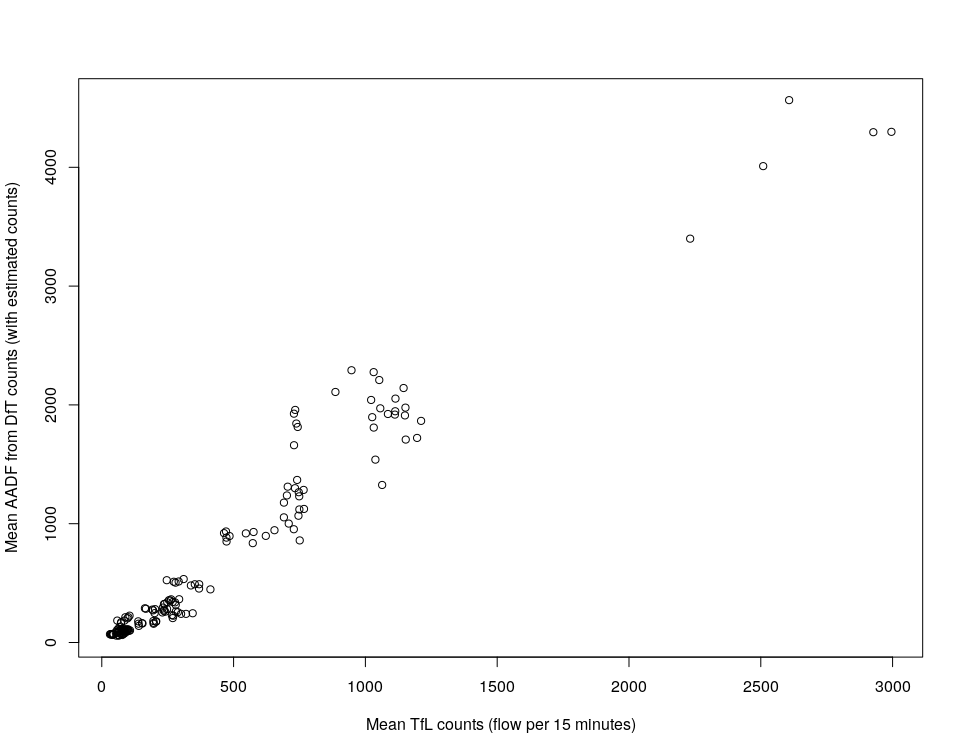 Mean AADF from DfT counts (with estimated counts)
4000
3000
2000
1000
0
0 500 1000 1500 2000 2500 3000
Mean TfL counts (flow per 15 minutes)